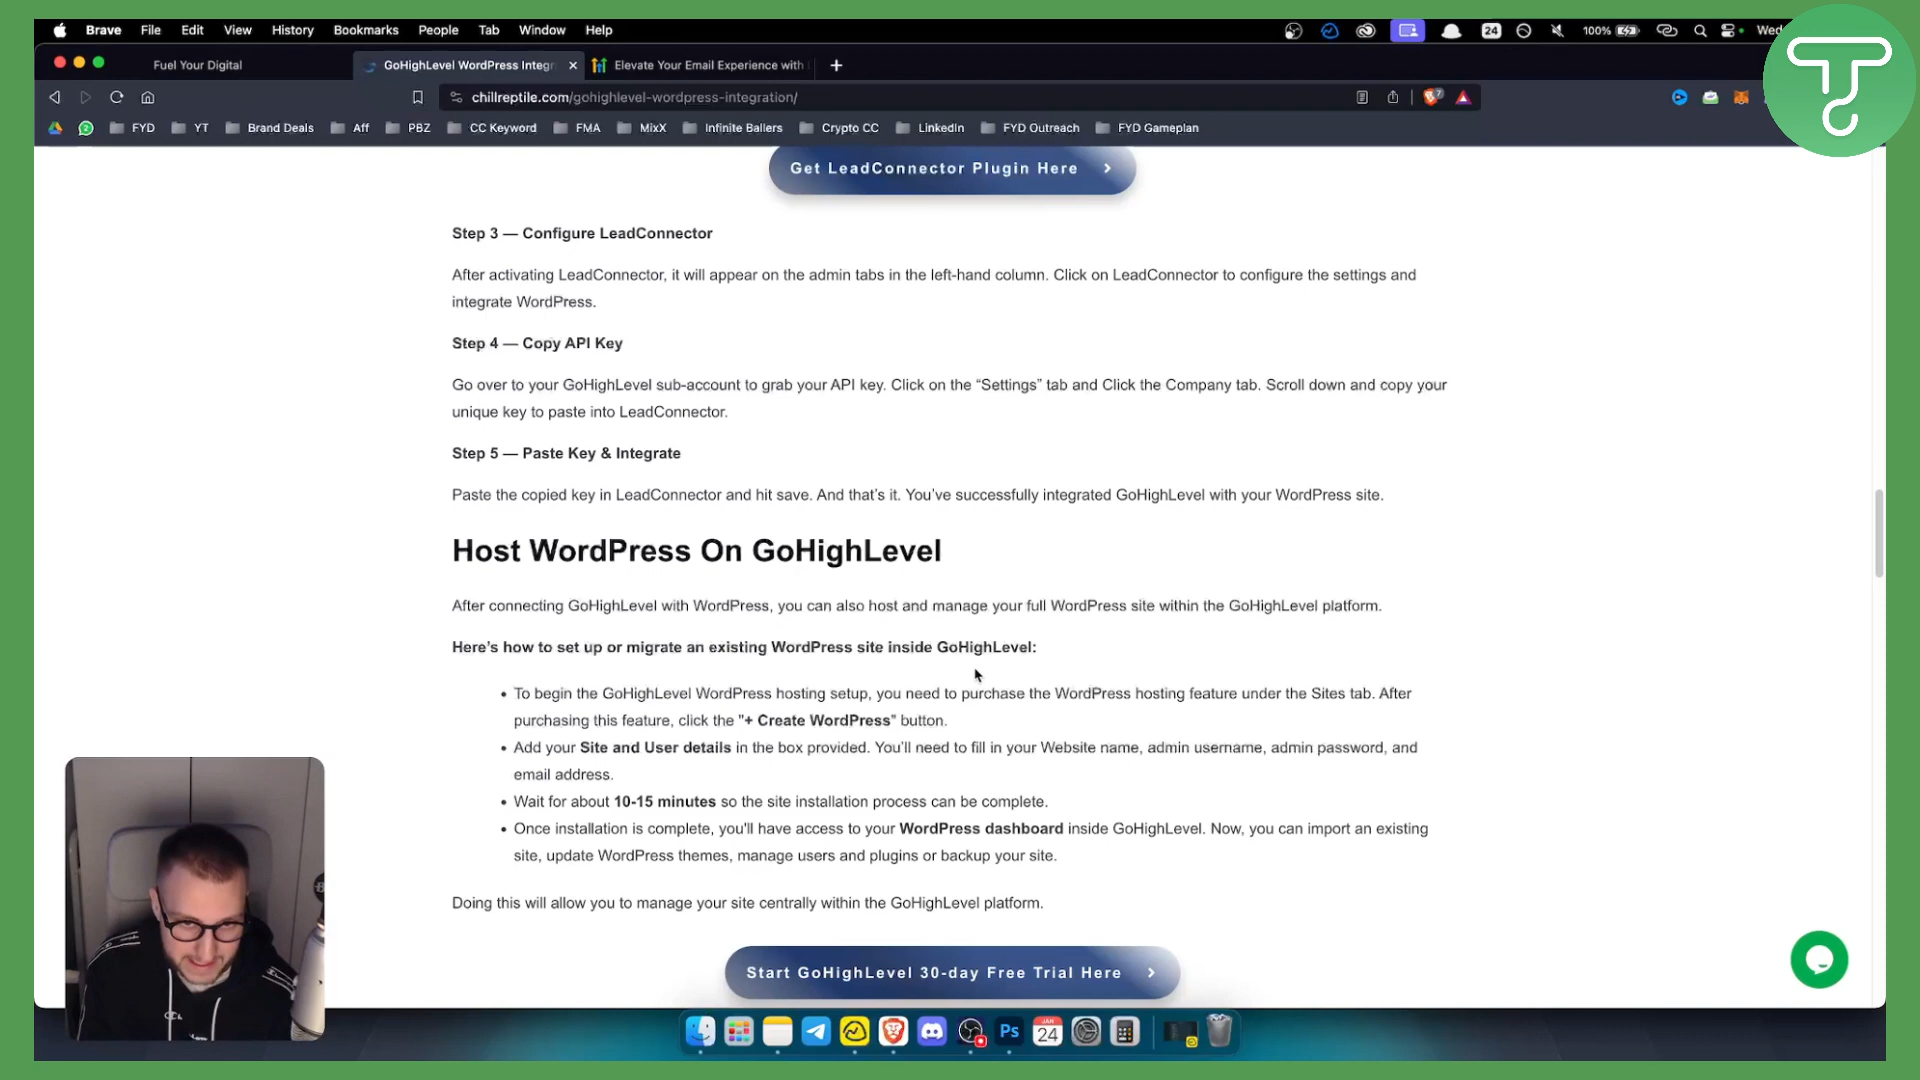 Brave File Edit View History Bookmarks People Tab Window Help 24 100% Wed
Fuel Your Digital GoHighLevel WordPress Integr Elevate Your Email Experience with
chillreptile.com/gohighlevel-wordpress-integration/
FYD YT Brand Deals Aff PBZ CC Keyword FMA MixX Infinite Ballers Crypto CC LinkedIn FYD Outreach FYD Gameplan
Get LeadConnector Plugin Here
Step 3 — Configure LeadConnector
After activating LeadConnector, it will appear on the admin tabs in the left-hand column. Click on LeadConnector to configure the settings and
integrate WordPress.
Step 4 — Copy API Key
Go over to your GoHighLevel sub-account to grab your API key. Click on the “Settings” tab and Click the Company tab. Scroll down and copy your
unique key to paste into LeadConnector.
Step 5 — Paste Key & Integrate
Paste the copied key in LeadConnector and hit save. And that’s it. You’ve successfully integrated GoHighLevel with your WordPress site.
Host WordPress On GoHighLevel
After connecting GoHighLevel with WordPress, you can also host and manage your full WordPress site within the GoHighLevel platform.
Here’s how to set up or migrate an existing WordPress site inside GoHighLevel:
• To begin the GoHighLevel WordPress hosting setup, you need to purchase the WordPress hosting feature under the Sites tab. After
purchasing this feature, click the "+ Create WordPress" button.
• Add your Site and User details in the box provided. You’ll need to fill in your Website name, admin username, admin password, and
email address.
• Wait for about 10-15 minutes so the site installation process can be complete.
• Once installation is complete, you'll have access to your WordPress dashboard inside GoHighLevel. Now, you can import an existing
site, update WordPress themes, manage users and plugins or backup your site.
Doing this will allow you to manage your site centrally within the GoHighLevel platform.
Start GoHighLevel 30-day Free Trial Here
Ps JAN 24